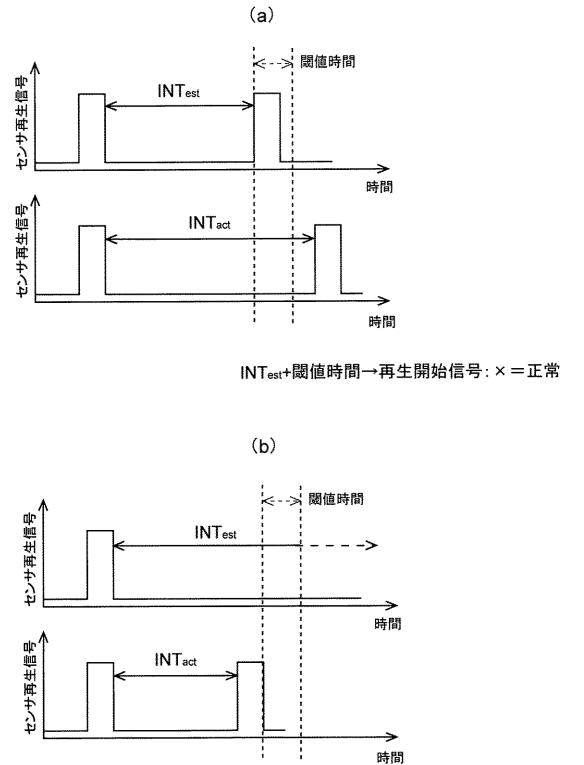 (a)
閾値時間
INTest
センサ再生信号
時間
INTact
センサ再生信号
時間
INTest+閾値時間→再生開始信号:×=正常
(b)
閾値時間
INTest
センサ再生信号
時間
INTact
センサ再生信号
時間